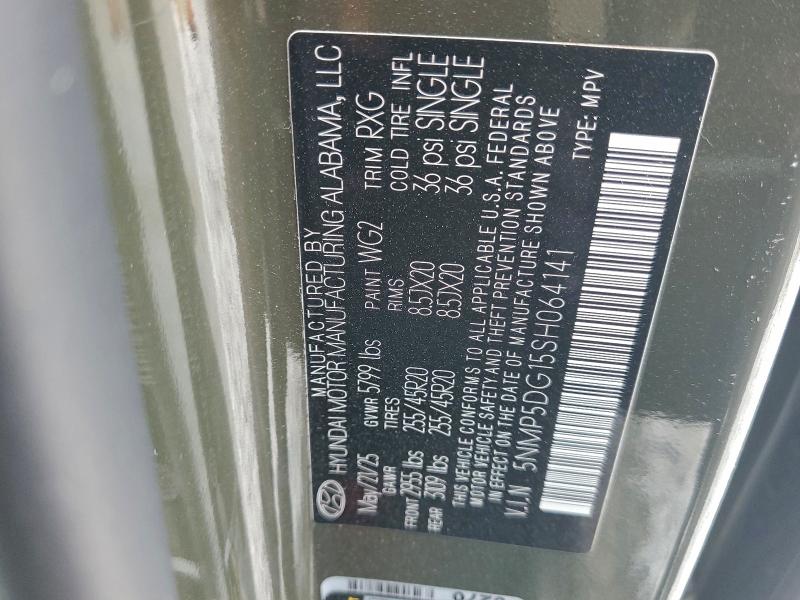 MANUFACTURED BY
HYUNDAI MOTOR MANUFACTURING ALABAMA, LLC
May/21/25 GVWR 5799 lbs PAINT WG2 TRIM RXG
GAWR TIRES RIMS COLD TIRE INFL
FRONT 2955 lbs 255/45R20 8.5JX20 36 psi SINGLE
REAR 3109 lbs 255/45R20 8.5JX20 36 psi SINGLE
THIS VEHICLE CONFORMS TO ALL APPLICABLE U.S.A. FEDERAL
MOTOR VEHICLE SAFETY AND THEFT PREVENTION STANDARDS
IN EFFECT ON THE DATE OF MANUFACTURE SHOWN ABOVE
V.I.N 5NMP5DG15SH064141 TYPE: MPV